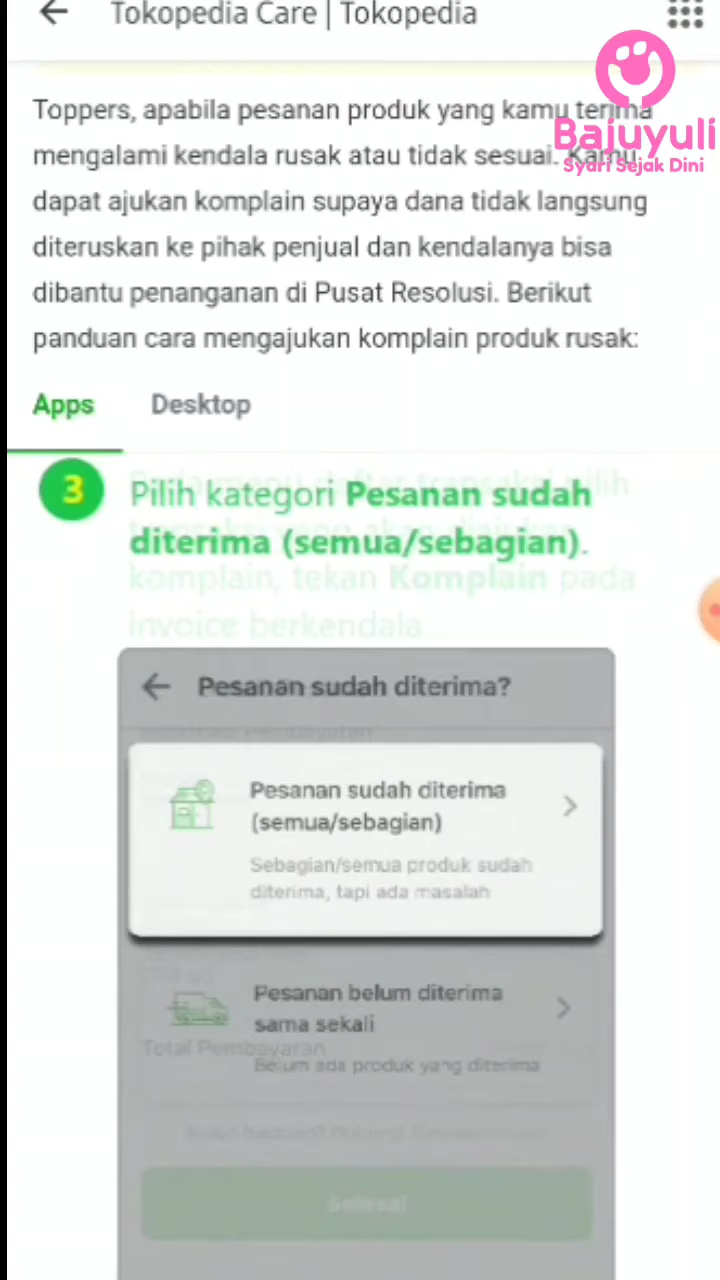 Tokopedia Care | Tokopedia
Bajuyuli
Syari Sejak Dini
Toppers, apabila pesanan produk yang kamu terima
mengalami kendala rusak atau tidak sesuai. Kamu
dapat ajukan komplain supaya dana tidak langsung
diteruskan ke pihak penjual dan kendalanya bisa
dibantu penanganan di Pusat Resolusi. Berikut
panduan cara mengajukan komplain produk rusak:
Apps Desktop
3 Pilih kategori Pesanan sudah
diterima (semua/sebagian).
komplain, tekan Komplain pada
invoice berkendala
Pesanan sudah diterima?
Pesanan sudah diterima
(semua/sebagian)
Sebagian/semua produk sudah
diterima, tapi ada masalah
Pesanan belum diterima
sama sekali
Total Pembayaran
Belum ada produk yang diterima